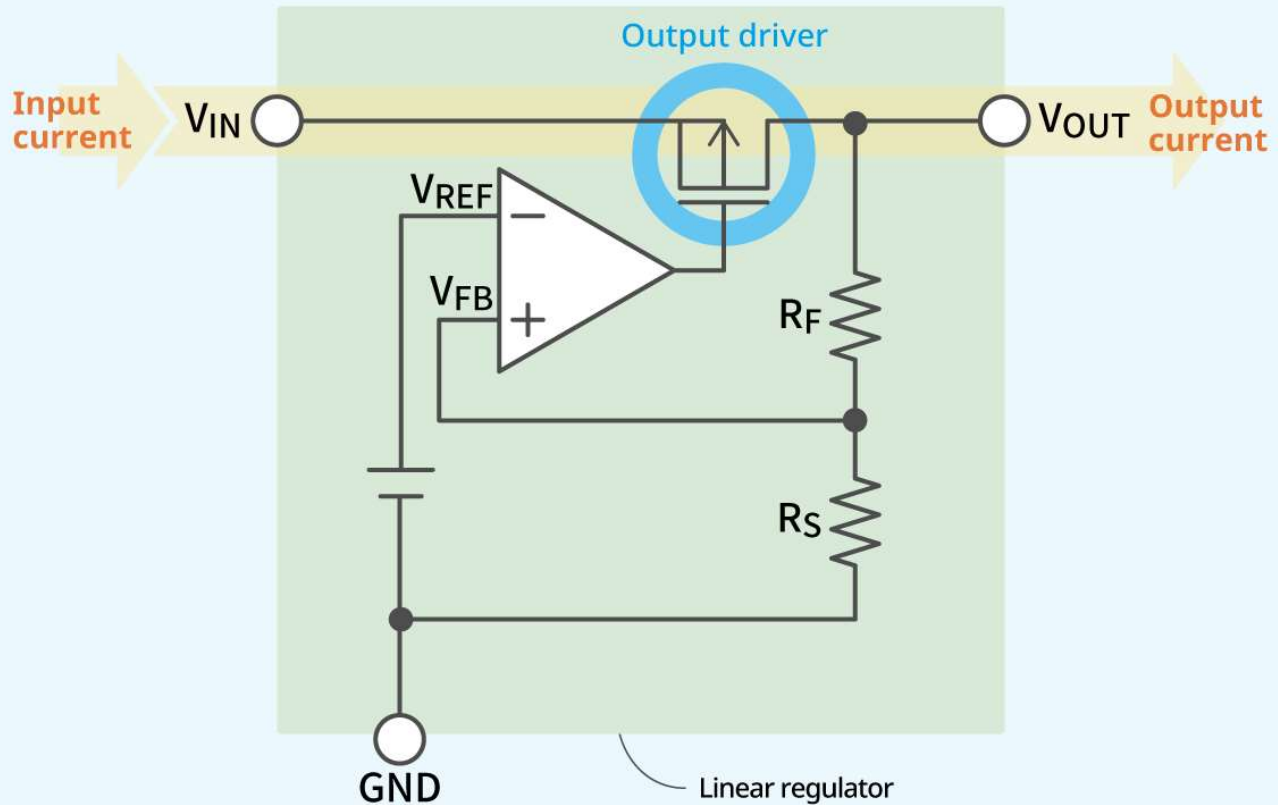 Output driver
Input
current
VIN
VOUT
Output
current
VREF
−
VFB
+
RF
RS
GND
Linear regulator